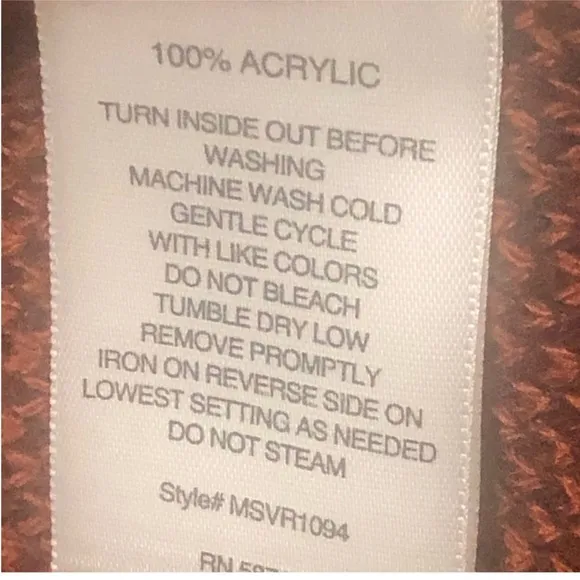 100% ACRYLIC
TURN INSIDE OUT BEFORE
WASHING
MACHINE WASH COLD
GENTLE CYCLE
WITH LIKE COLORS
DO NOT BLEACH
TUMBLE DRY LOW
REMOVE PROMPTLY
IRON ON REVERSE SIDE ON
LOWEST SETTING AS NEEDED
DO NOT STEAM
Style# MSVR1094
RN